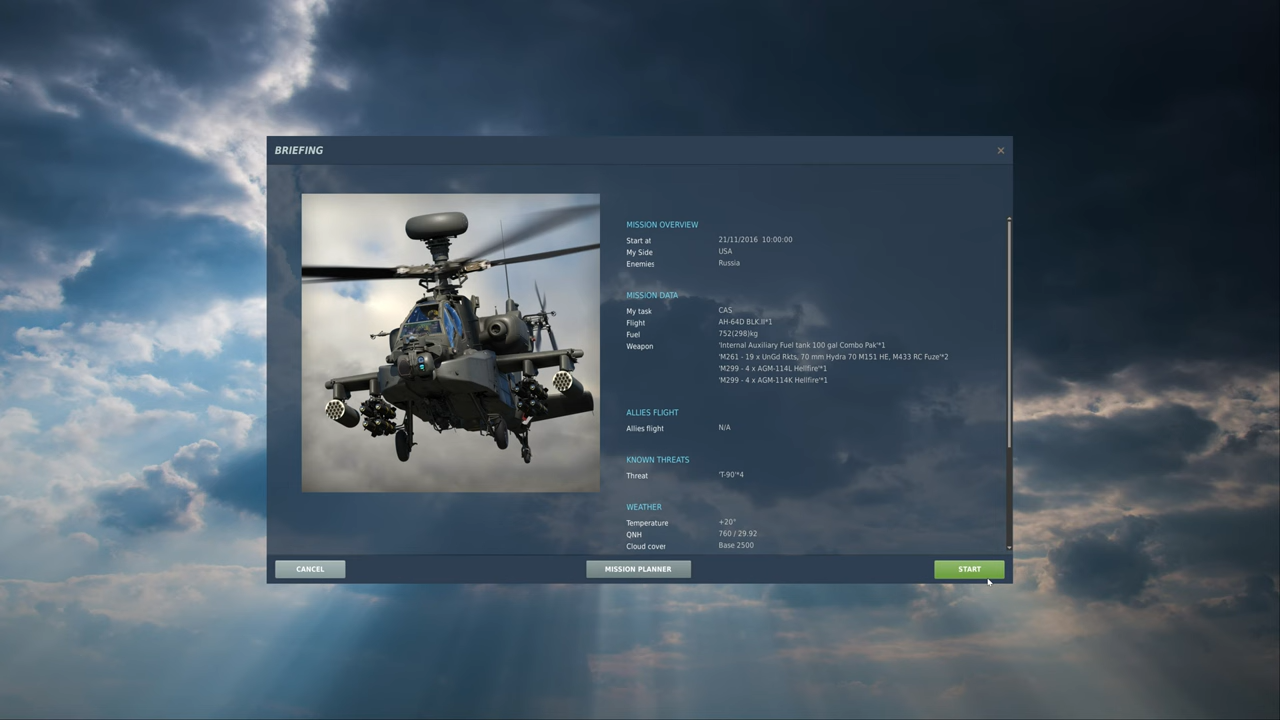 BRIEFING
MISSION OVERVIEW
Start at 21/11/2016 10:00:00
My Side USA
Enemies Russia
MISSION DATA
My task CAS
Flight AH-64D BLK.II*1
Fuel 752(298)kg
Weapon 'Internal Auxiliary Fuel tank 100 gal Combo Pak'*1
'M261 - 19 x UnGd Rkts, 70 mm Hydra 70 M151 HE, M433 RC Fuze'*2
'M299 - 4 x AGM-114L Hellfire'*1
'M299 - 4 x AGM-114K Hellfire'*1
ALLIES FLIGHT
Allies flight N/A
KNOWN THREATS
Threat 'T-90'*4
WEATHER
Temperature +20°
QNH 760 / 29.92
Cloud cover Base 2500
CANCEL MISSION PLANNER START